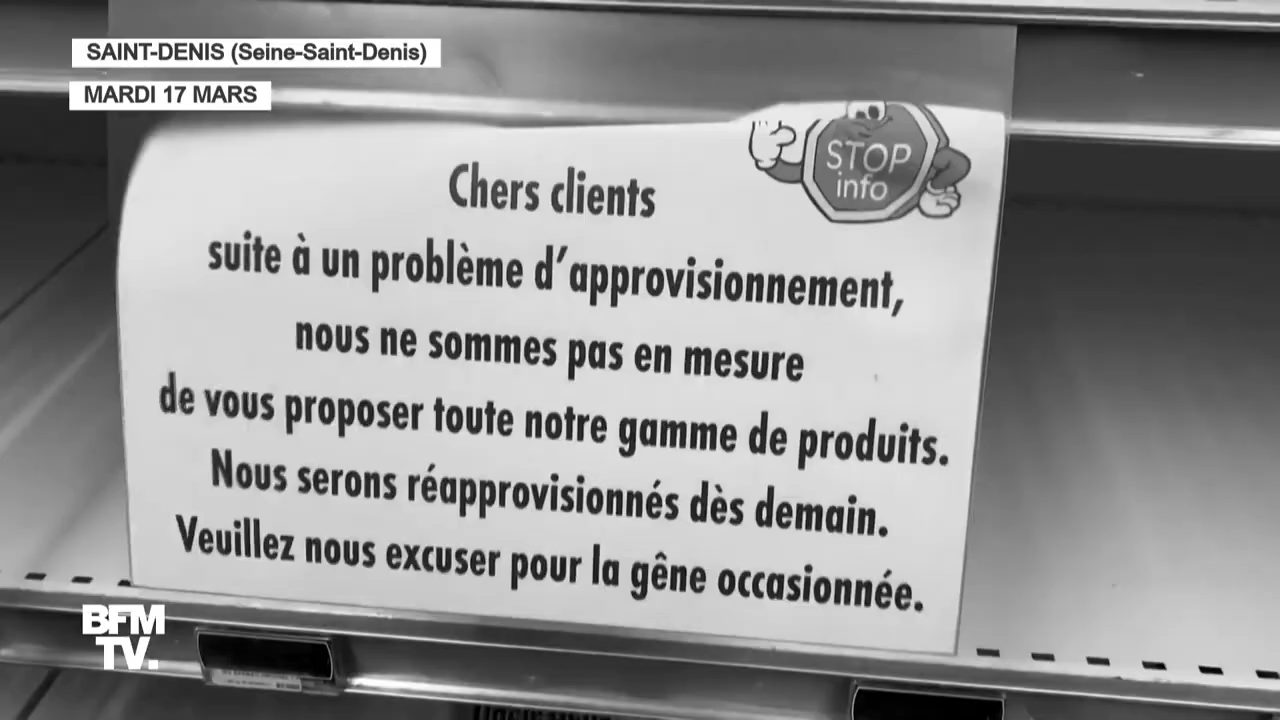 SAINT-DENIS (Seine-Saint-Denis)
MARDI 17 MARS
STOP
info
Chers clients
suite à un problème d'approvisionnement,
nous ne sommes pas en mesure
de vous proposer toute notre gamme de produits.
Nous serons réapprovisionnés dès demain.
Veuillez nous excuser pour la gêne occasionnée.
BFM
TV.